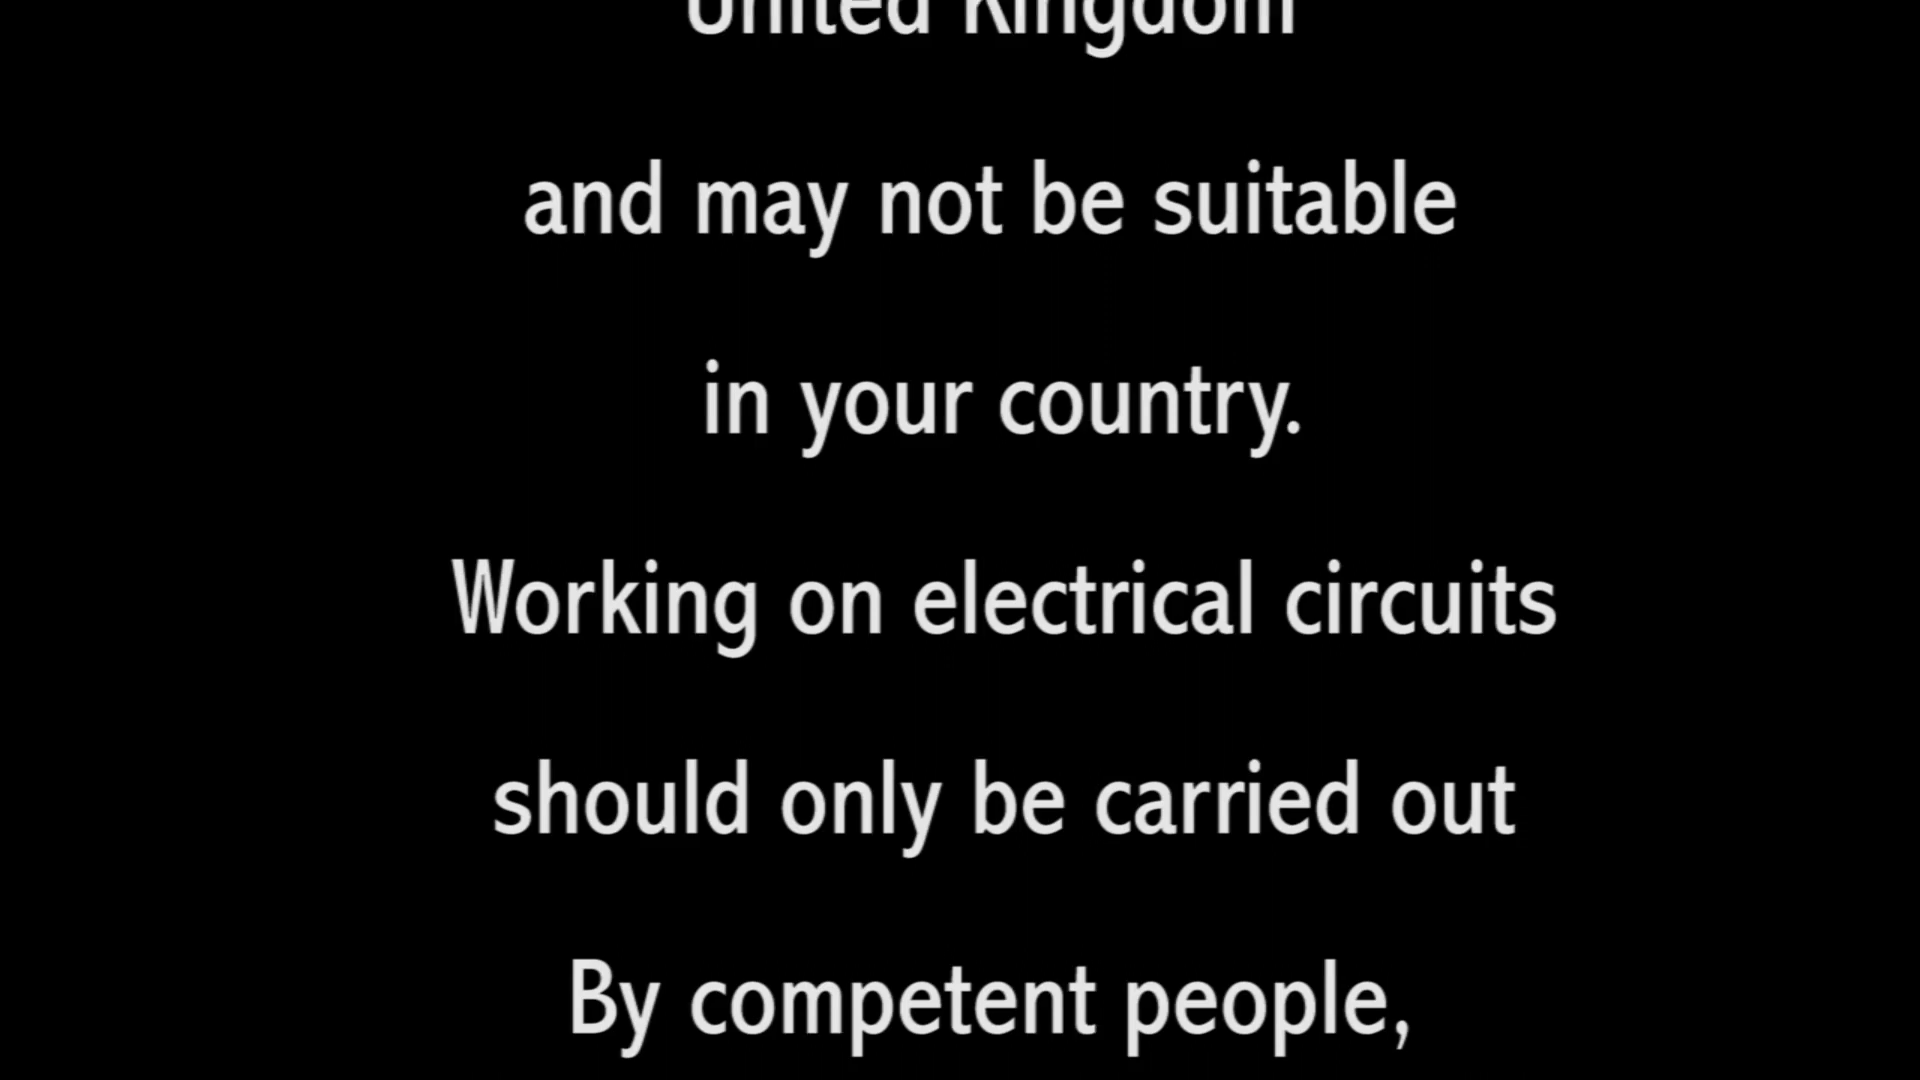 United Kingdom
and may not be suitable
in your country.
Working on electrical circuits
should only be carried out
By competent people,